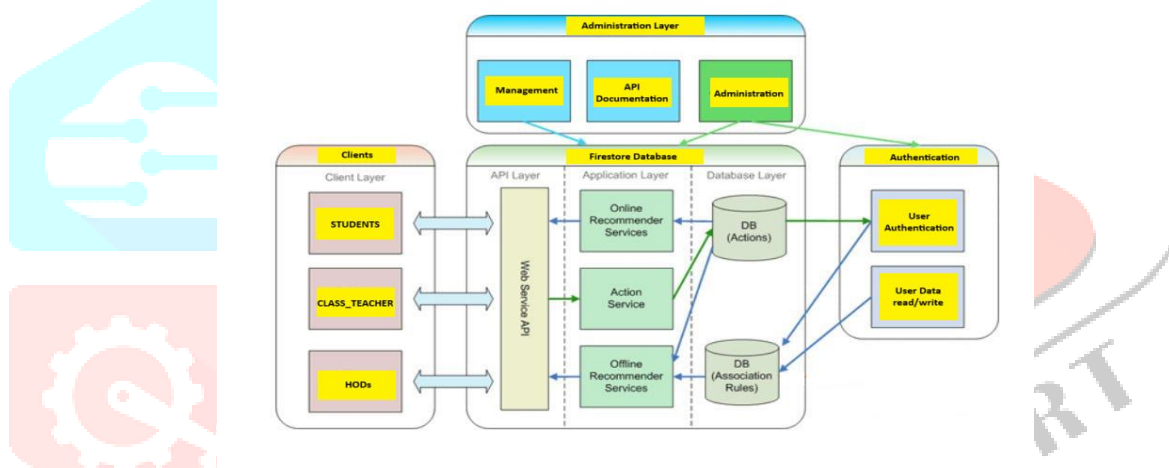 Administration Layer
Management
API
Documentation
Administration
Clients
Client Layer
STUDENTS
CLASS_TEACHER
HODs
Firestore Database
API Layer
Application Layer
Database Layer
Web Service API
Online
Recommender
Services
Action
Service
Offline
Recommender
Services
DB
(Actions)
DB
(Association
Rules)
Authentication
User
Authentication
User Data
read/write
RT